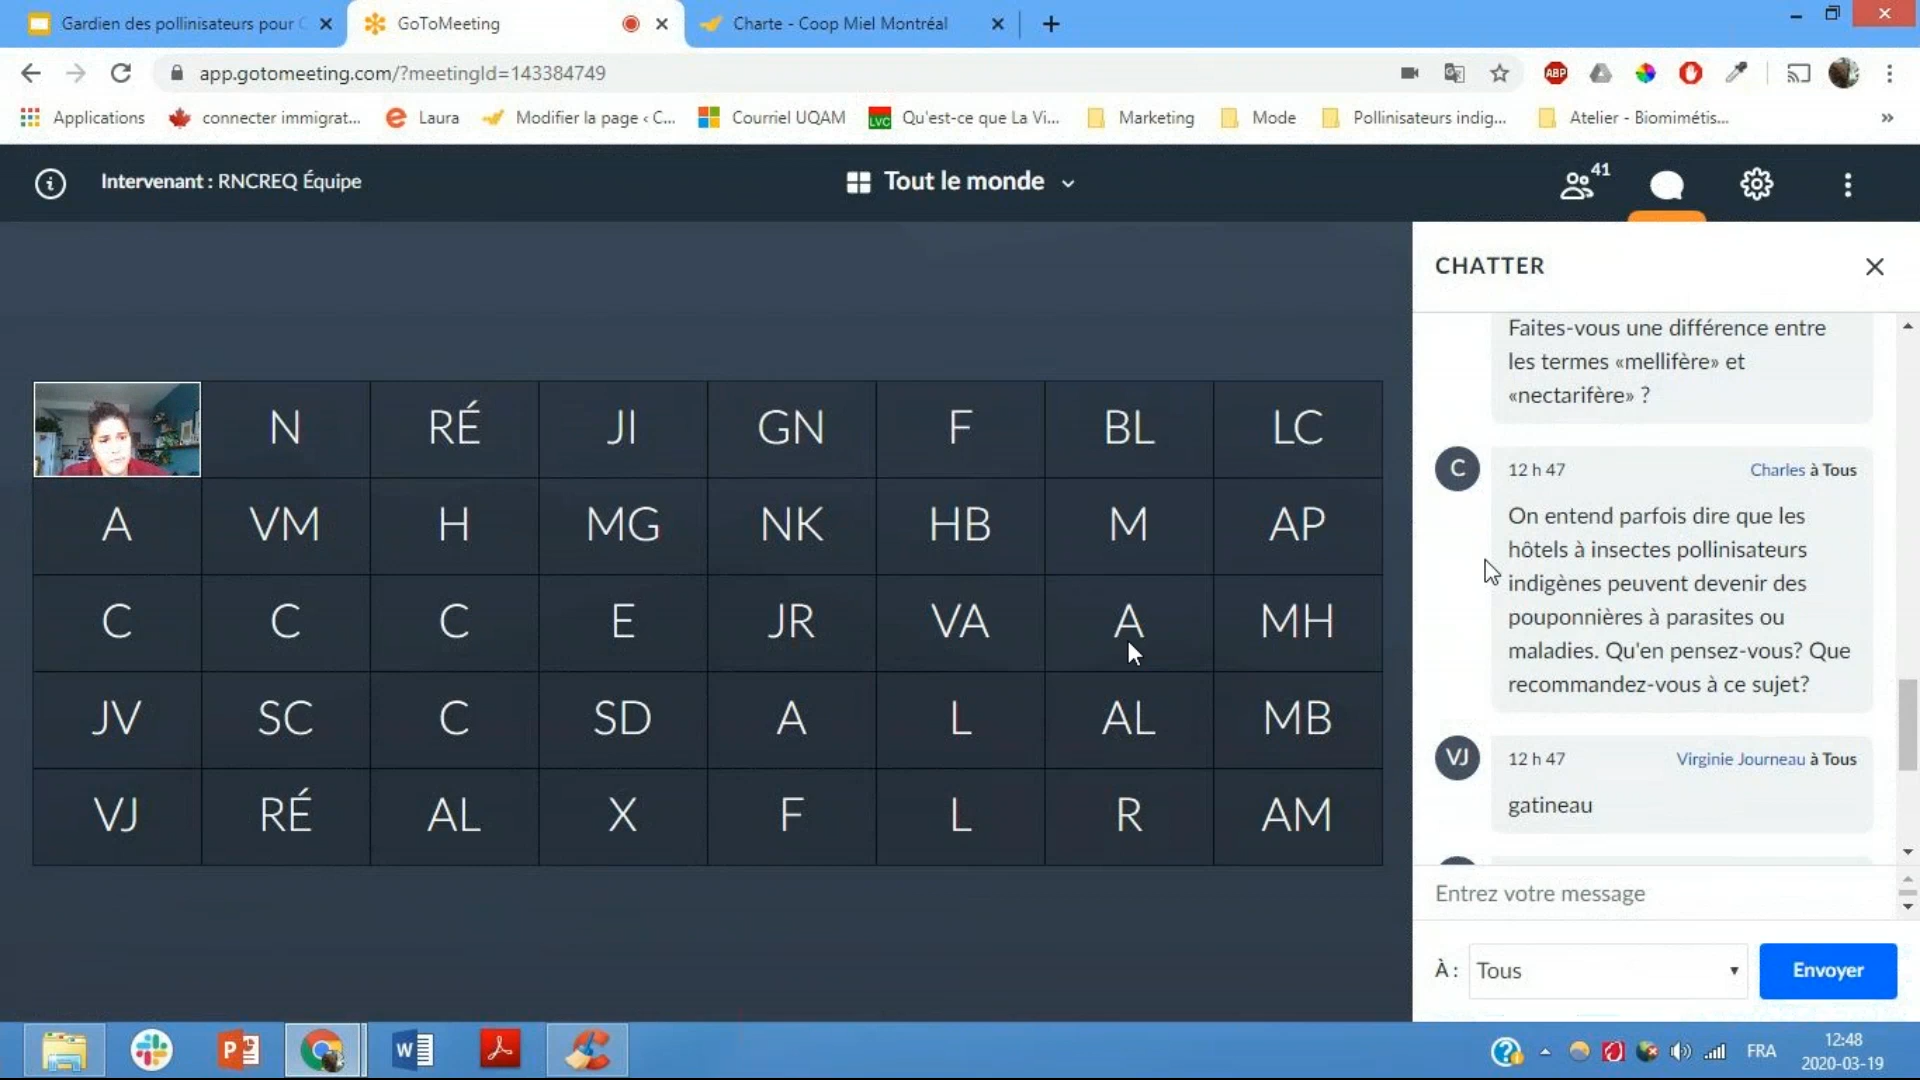 Gardien des pollinisateurs pour
GoToMeeting
Charte - Coop Miel Montréal
app.gotomeeting.com/?meetingId=143384749
ABP
Applications
connecter immigrat...
Laura
Modifier la page ‹ C...
Courriel UQAM
LVC
Qu'est-ce que La Vi...
Marketing
Mode
Pollinisateurs indig...
Atelier - Biomimétis...
»
Intervenant : RNCREQ Équipe
Tout le monde
41
CHATTER
Faites-vous une différence entre
les termes «mellifère» et
«nectarifère» ?
C
12 h 47
Charles à Tous
On entend parfois dire que les
hôtels à insectes pollinisateurs
indigènes peuvent devenir des
pouponnières à parasites ou
maladies. Qu'en pensez-vous? Que
recommandez-vous à ce sujet?
VJ
12 h 47
Virginie Journeau à Tous
gatineau
Entrez votre message
À :
Tous
Envoyer
N RÉ JI GN F BL LC
A VM H MG NK HB M AP
C C C E JR VA A MH
JV SC C SD A L AL MB
VJ RÉ AL X F L R AM
FRA
12:48
2020-03-19